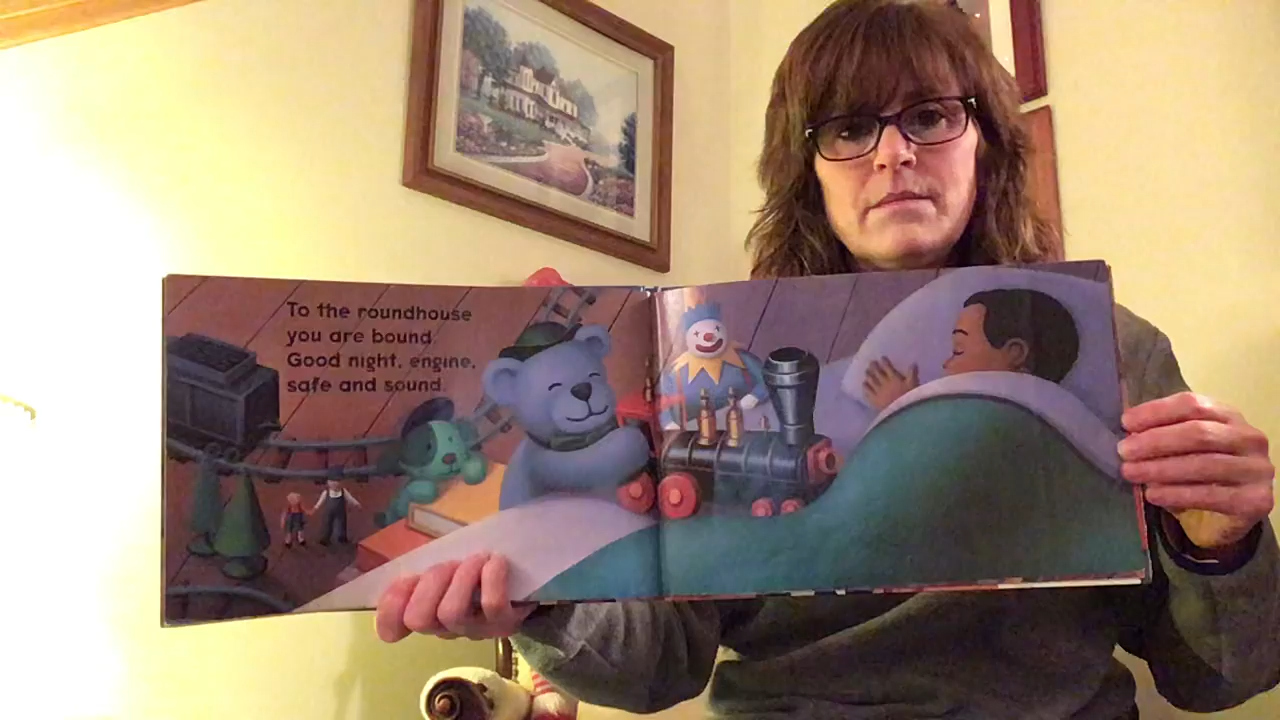 To the roundhouse
you are bound.
Good night, engine,
safe and sound.